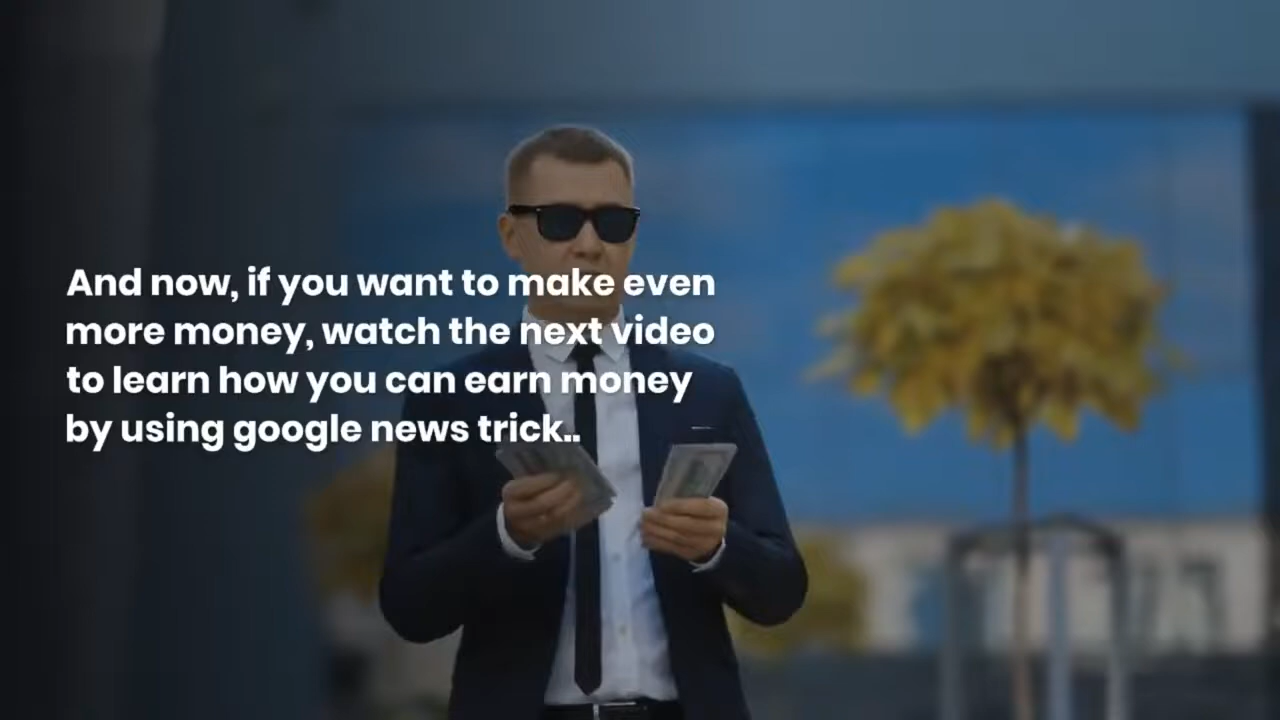 And now, if you want to make even
more money, watch the next video
to learn how you can earn money
by using google news trick..